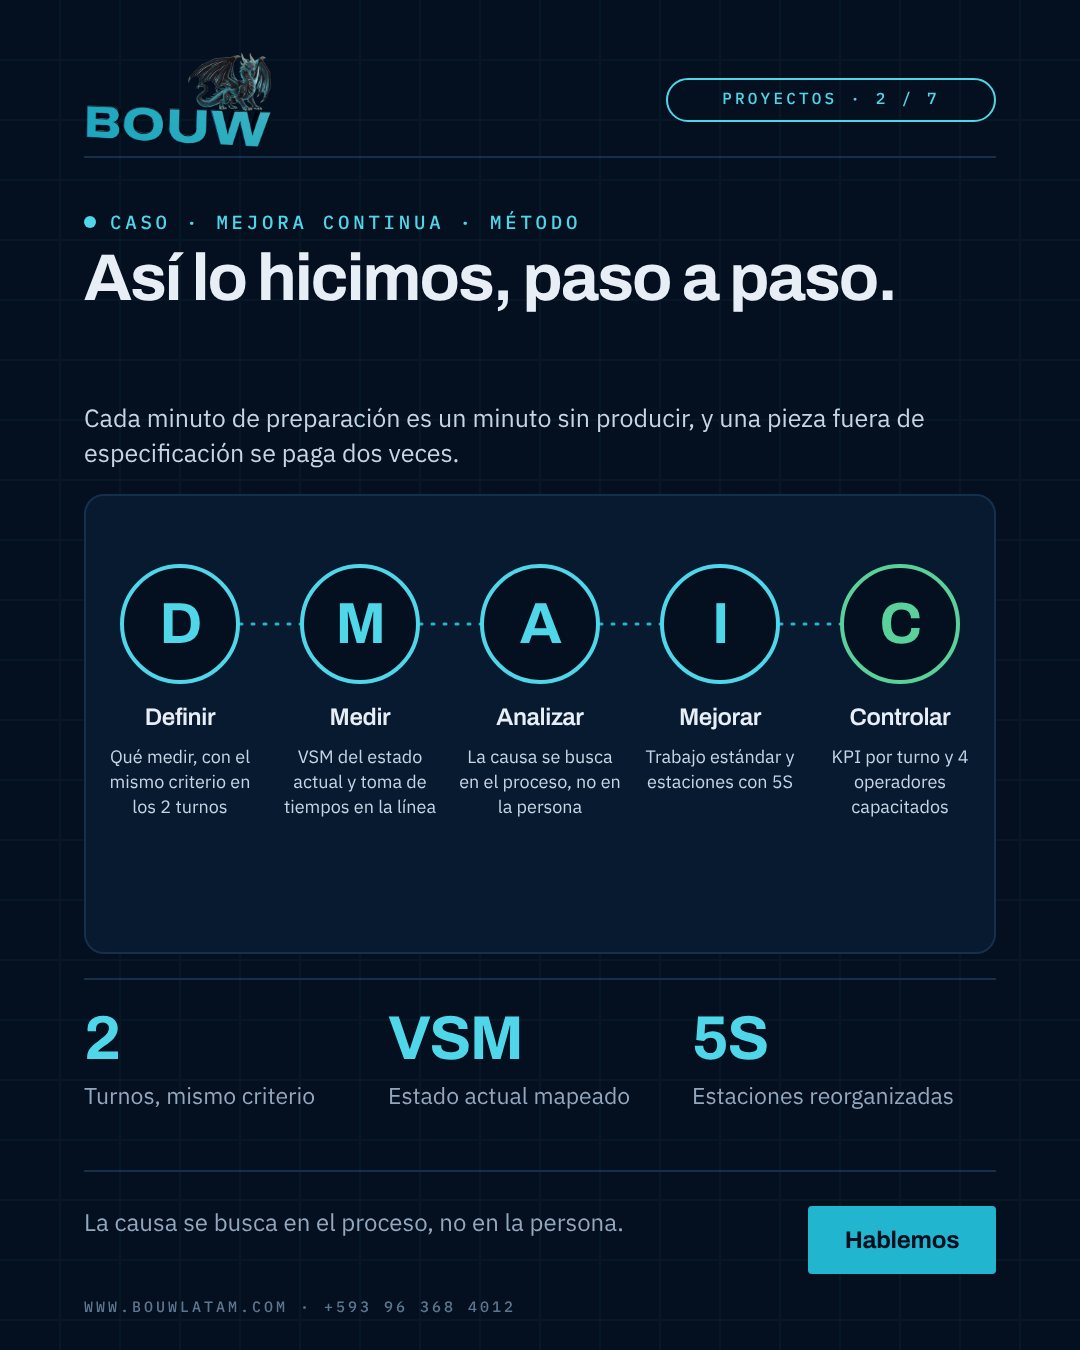 BOUW
PROYECTOS · 2 / 7
CASO · MEJORA CONTINUA · MÉTODO
Así lo hicimos, paso a paso.
Cada minuto de preparación es un minuto sin producir, y una pieza fuera de
especificación se paga dos veces.
D
M
A
I
C
Definir
Medir
Analizar
Mejorar
Controlar
Qué medir, con el
mismo criterio en
los 2 turnos
VSM del estado
actual y toma de
tiempos en la línea
La causa se busca
en el proceso, no en
la persona
Trabajo estándar y
estaciones con 5S
KPI por turno y 4
operadores
capacitados
2
VSM
5S
Turnos, mismo criterio
Estado actual mapeado
Estaciones reorganizadas
La causa se busca en el proceso, no en la persona.
Hablemos
WWW.BOUWLATAM.COM · +593 96 368 4012